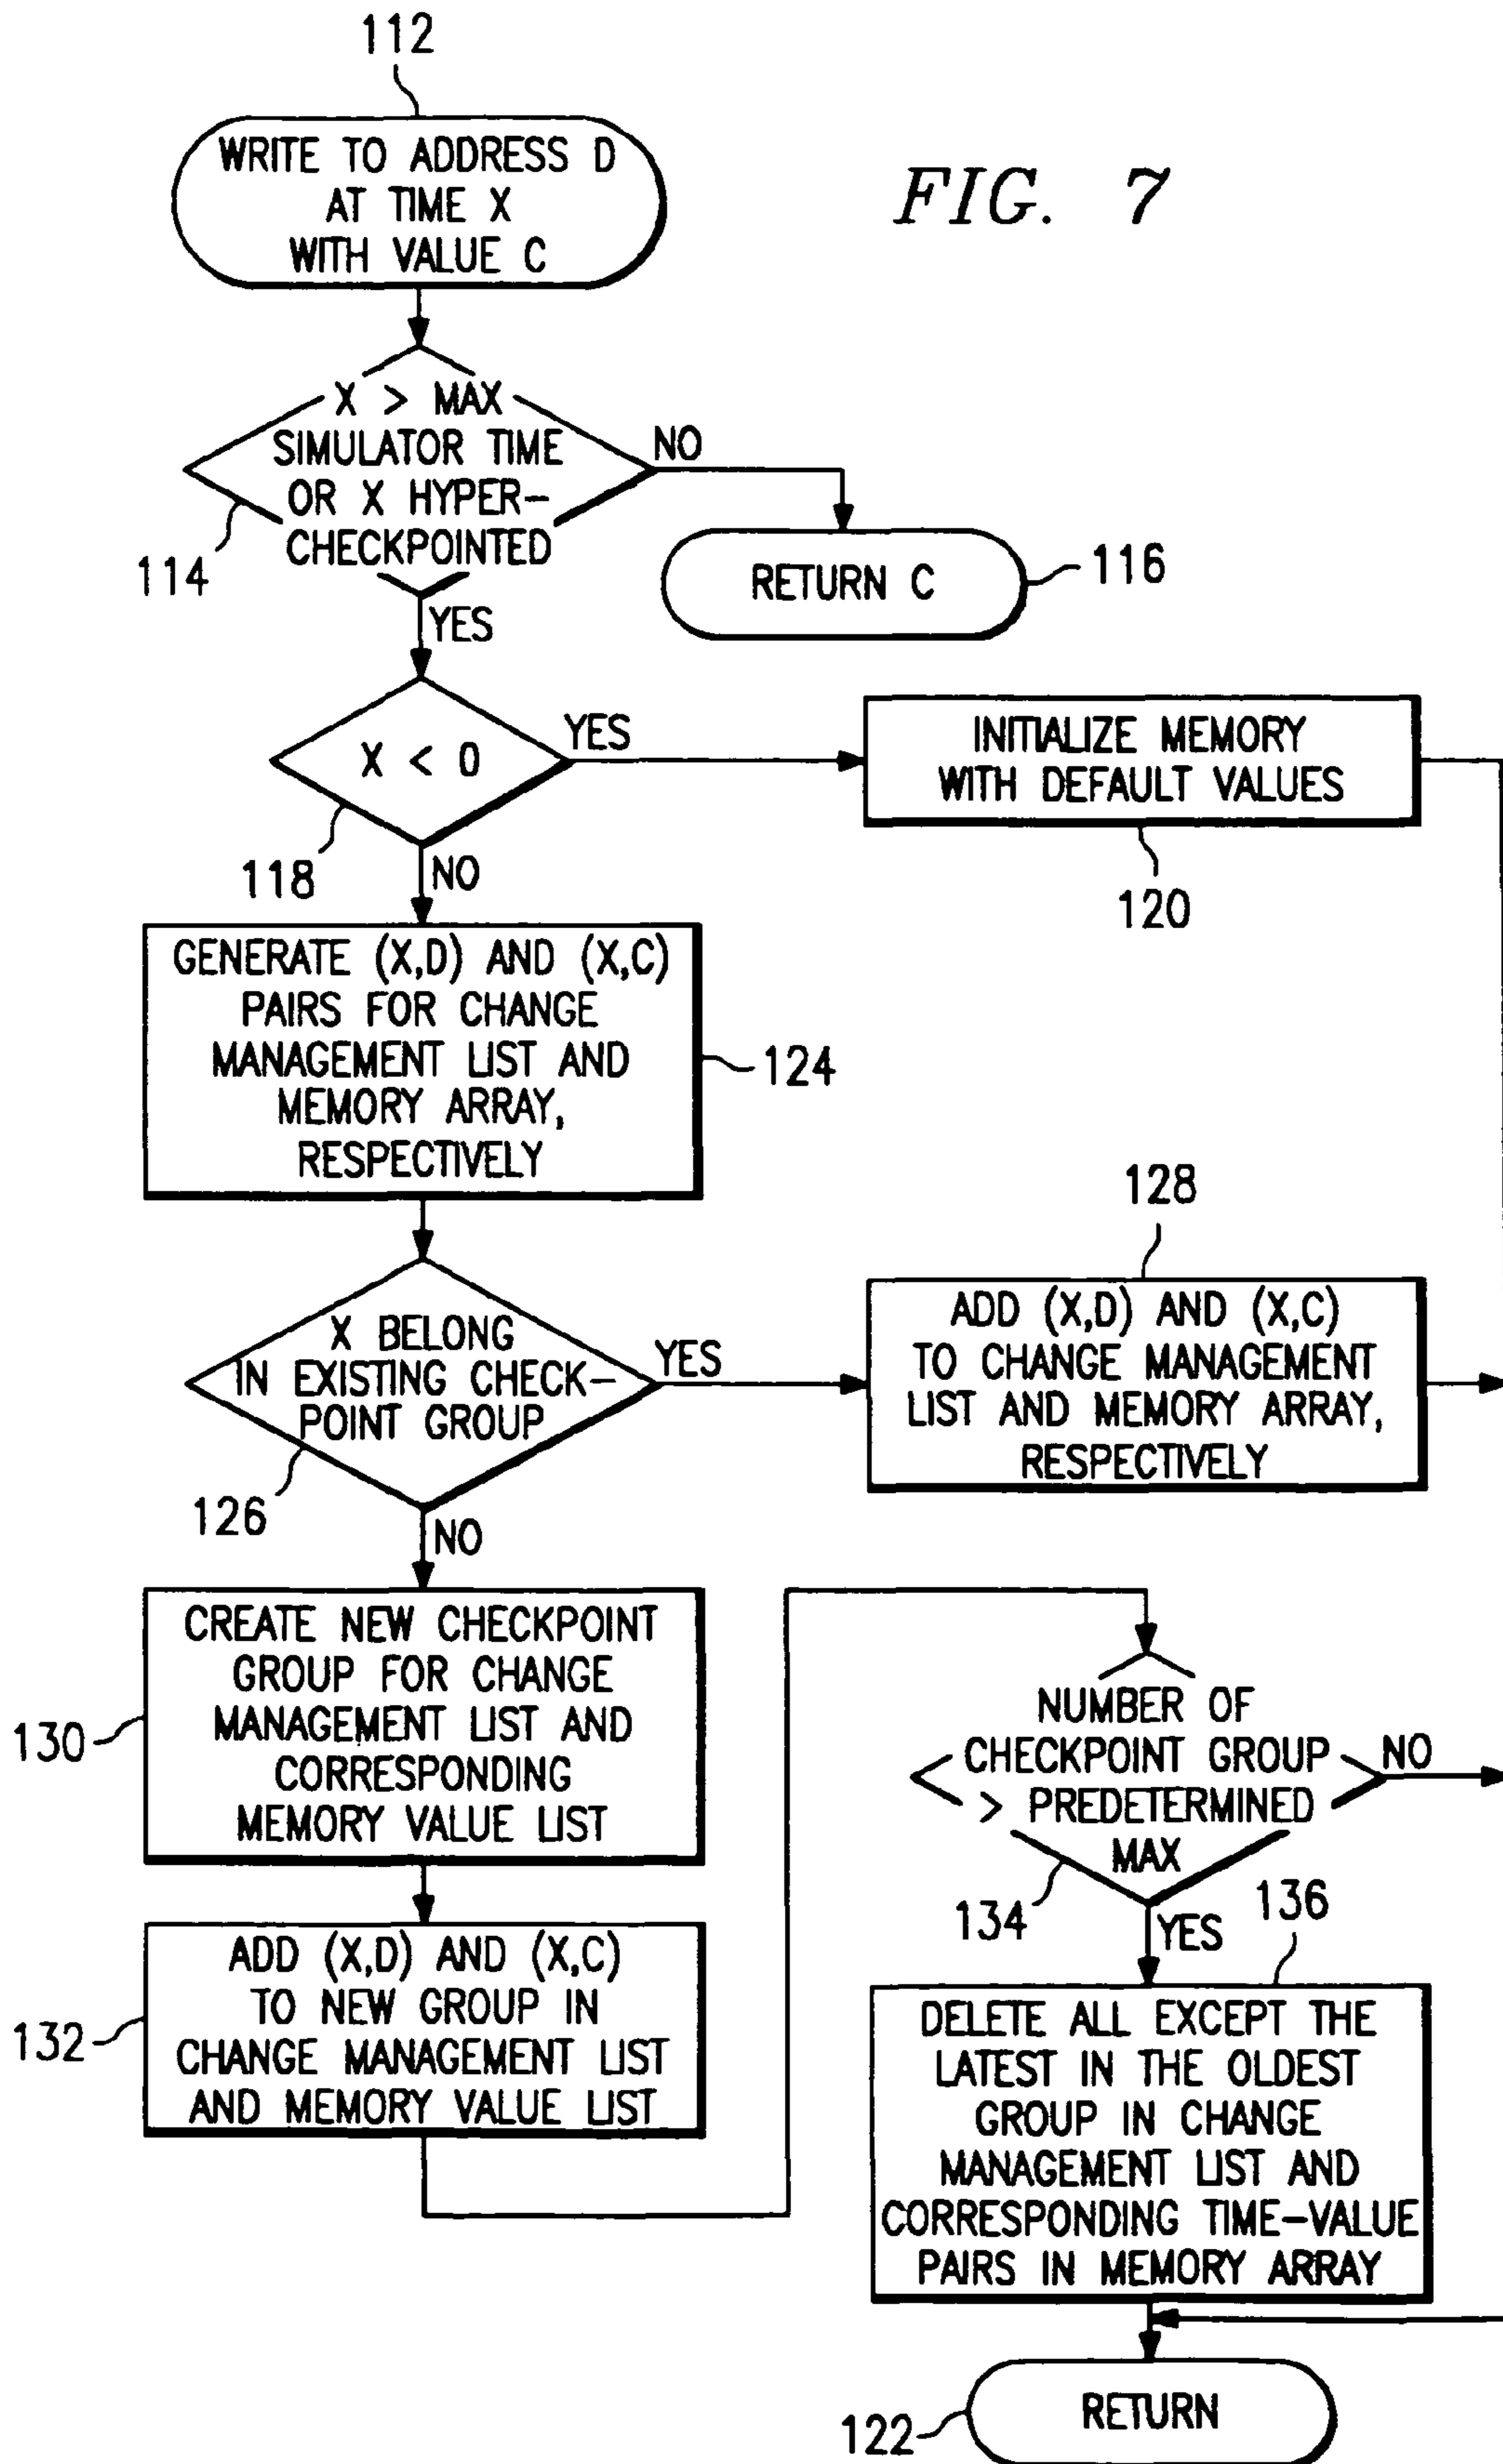 112
WRITE TO ADDRESS D
AT TIME X
WITH VALUE C
FIG. 7
X > MAX
SIMULATOR TIME
OR X HYPER-
CHECKPOINTED
NO
114
RETURN C
116
YES
X < 0
YES
118
NO
INITIALIZE MEMORY
WITH DEFAULT VALUES
120
GENERATE (X,D) AND (X,C)
PAIRS FOR CHANGE
MANAGEMENT LIST AND
MEMORY ARRAY,
RESPECTIVELY
124
X BELONG
IN EXISTING CHECK-
POINT GROUP
YES
126
NO
128
ADD (X,D) AND (X,C)
TO CHANGE MANAGEMENT
LIST AND MEMORY ARRAY,
RESPECTIVELY
CREATE NEW CHECKPOINT
GROUP FOR CHANGE
MANAGEMENT LIST AND
CORRESPONDING
MEMORY VALUE LIST
130
ADD (X,D) AND (X,C)
TO NEW GROUP IN
CHANGE MANAGEMENT LIST
AND MEMORY VALUE LIST
132
NUMBER OF
CHECKPOINT GROUP
> PREDETERMINED
MAX
NO
134
YES
136
DELETE ALL EXCEPT THE
LATEST IN THE OLDEST
GROUP IN CHANGE
MANAGEMENT LIST AND
CORRESPONDING TIME-VALUE
PAIRS IN MEMORY ARRAY
RETURN
122